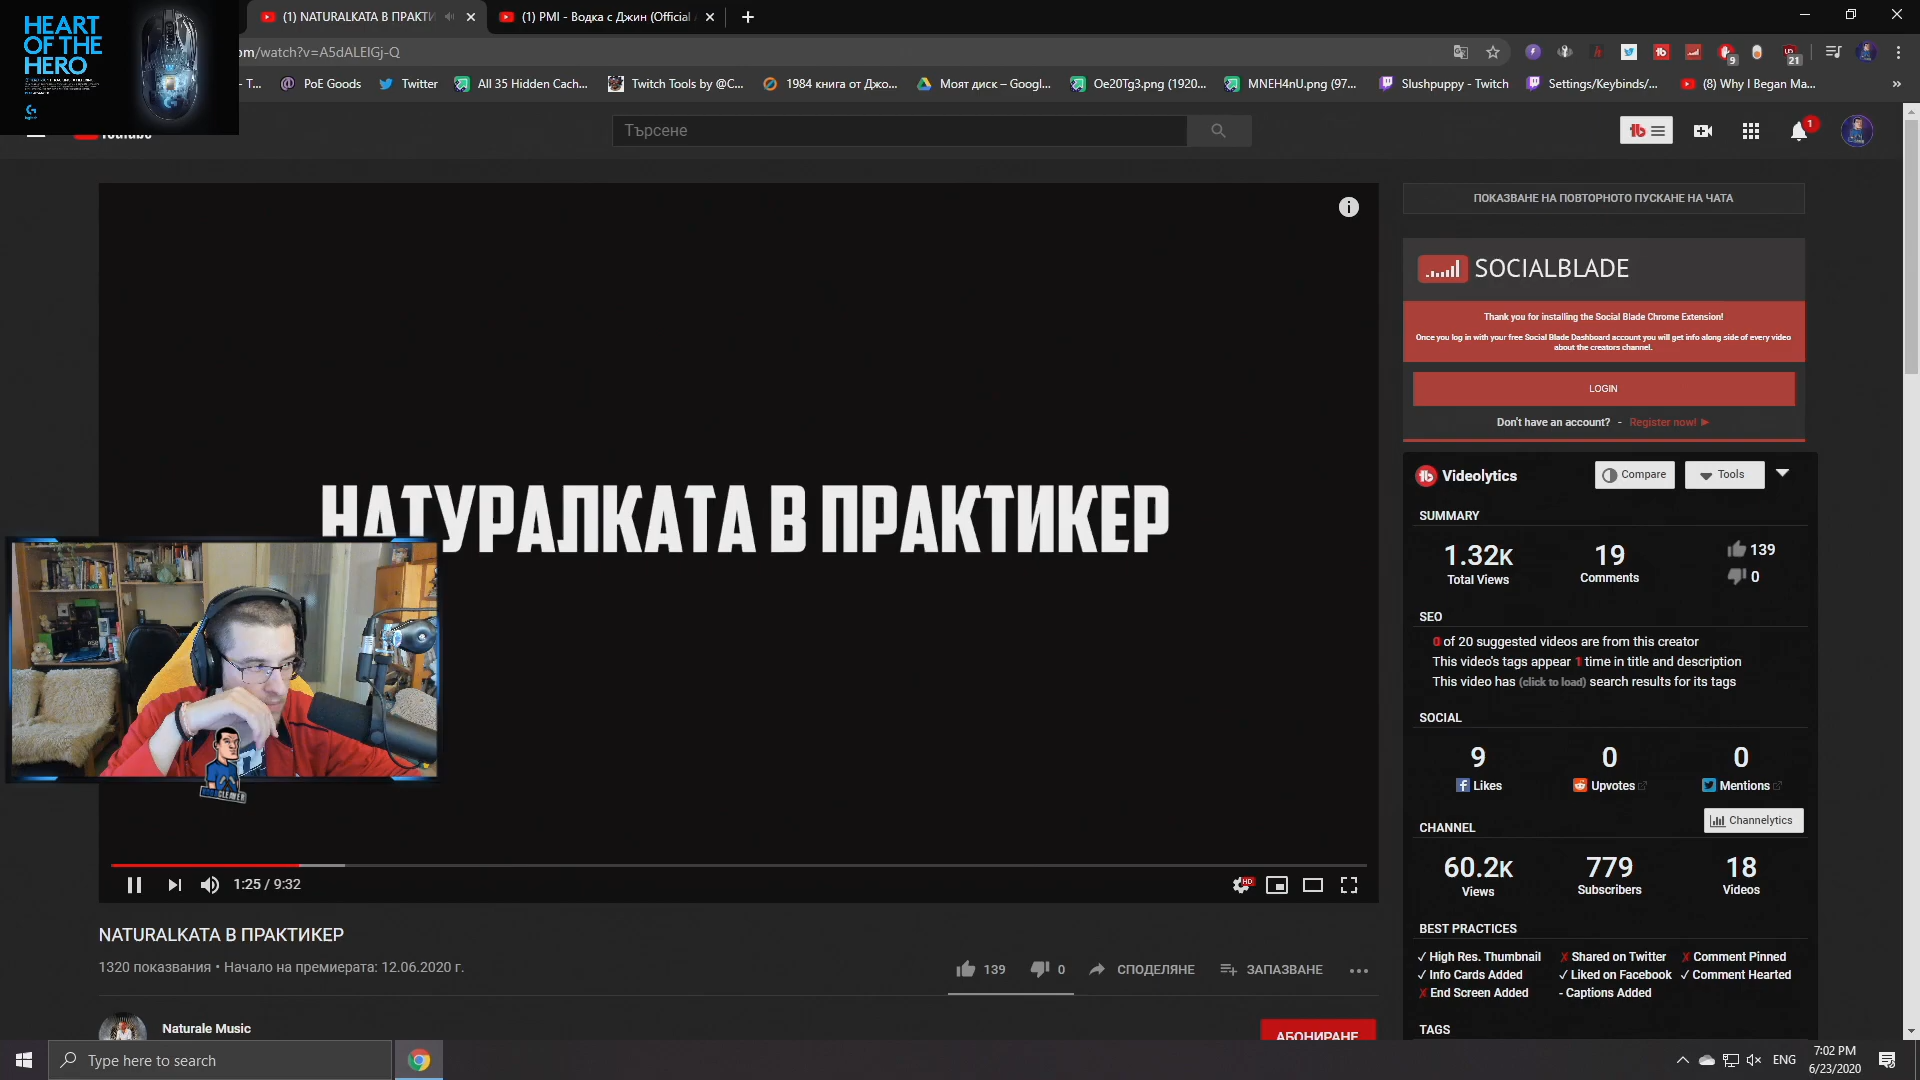 HEART
OF THE
HERO
(1) NATURALKATA В ПРАКТИ
(1) PMI - Водка с Джин (Official
om/watch?v=A5dALElGj-Q
9
21
- T...
PoE Goods
Twitter
All 35 Hidden Cach...
Twitch Tools by @C...
1984 книга от Джо...
Моят диск – Googl...
Oe20Tg3.png (1920...
MNEH4nU.png (97...
Slushpuppy - Twitch
Settings/Keybinds/...
(8) Why I Began Ma...
»
Търсене
1
ПОКАЗВАНЕ НА ПОВТОРНОТО ПУСКАНЕ НА ЧАТА
SOCIALBLADE
Thank you for installing the Social Blade Chrome Extension!
Once you log in with your free Social Blade Dashboard account you will get info along side of every video
about the creators channel.
LOGIN
Don't have an account? - Register now! ►
Videolytics
Compare
Tools
SUMMARY
1.32K
Total Views
19
Comments
139
0
SEO
0 of 20 suggested videos are from this creator
This video's tags appear 1 time in title and description
This video has (click to load) search results for its tags
SOCIAL
9
Likes
0
Upvotes
0
Mentions
CHANNEL
Channelytics
60.2K
Views
779
Subscribers
18
Videos
BEST PRACTICES
✓ High Res. Thumbnail
✗ Shared on Twitter
✗ Comment Pinned
✓ Info Cards Added
✓ Liked on Facebook
✓ Comment Hearted
✗ End Screen Added
- Captions Added
TAGS
НАТУРАЛКАТА В ПРАКТИКЕР
1:25 / 9:32
HD
NATURALKATA В ПРАКТИКЕР
1320 показвания • Начало на премиерата: 12.06.2020 г.
139
0
СПОДЕЛЯНЕ
ЗАПАЗВАНЕ
Naturale Music
АБОНИРАНЕ
Type here to search
ENG
7:02 PM
6/23/2020